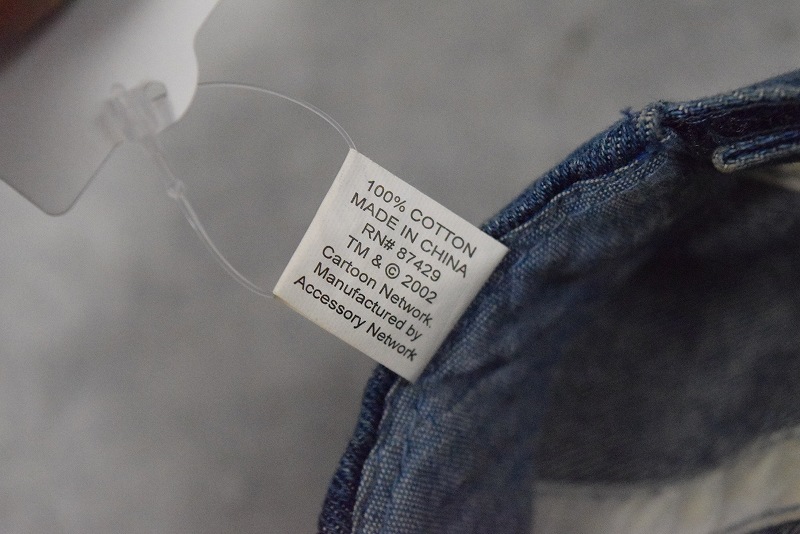 100% COTTON
MADE IN CHINA
RN# 87429
TM & © 2002
Cartoon Network.
Manufactured by
Accessory Network